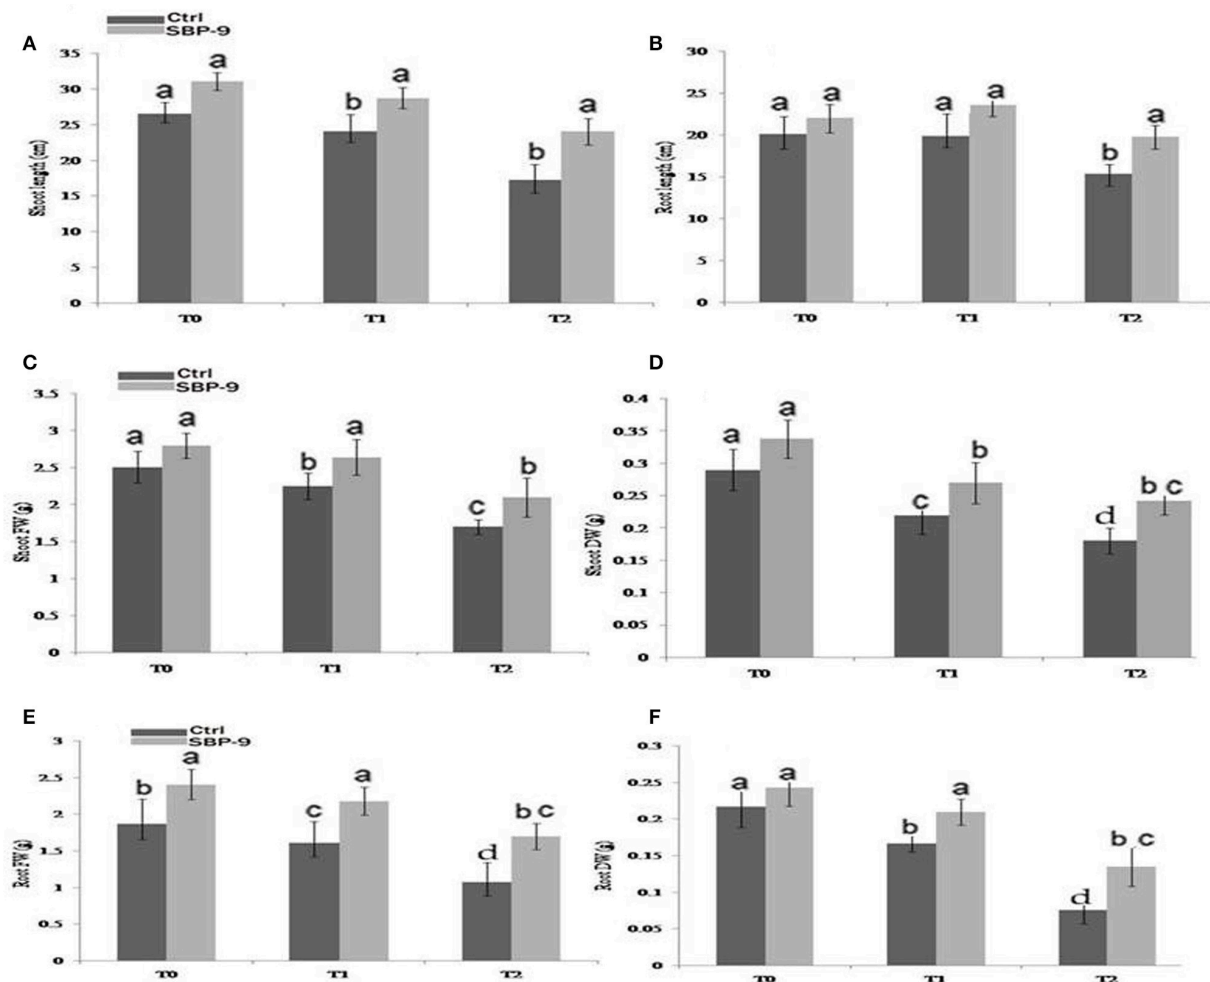 Ctrl
SBP-9
A
35
30
25
20
15
10
5
0
Shoot length (cm)
a
a
b
a
b
a
T0
T1
T2
B
30
25
20
15
10
5
0
Root length (cm)
a
a
a
a
b
a
T0
T1
T2
C
Ctrl
SBP-9
3.5
3
2.5
2
1.5
1
0.5
0
Shoot FW (g)
a
a
b
a
c
b
T0
T1
T2
D
0.4
0.35
0.3
0.25
0.2
0.15
0.1
0.05
0
Shoot DW (g)
a
a
c
b
d
b c
T0
T1
T2
E
Ctrl
SBP-9
3
2.5
2
1.5
1
0.5
0
Root FW (g)
b
a
c
a
d
b c
T0
T1
T2
F
0.3
0.25
0.2
0.15
0.1
0.05
0
Root DW (g)
a
a
b
a
d
b c
T0
T1
T2